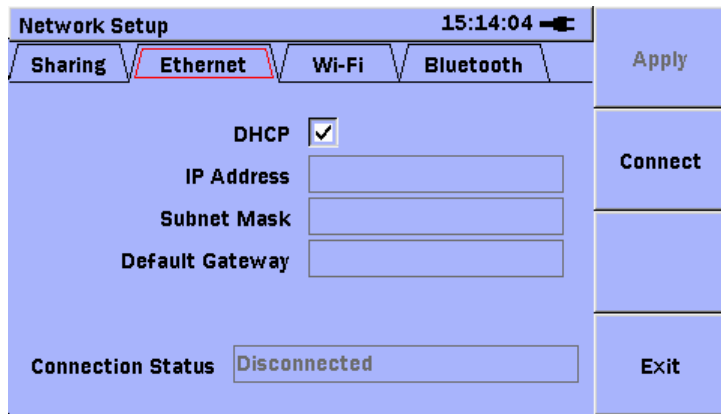 Network Setup 15:14:04
Sharing Ethernet Wi-Fi Bluetooth
Apply
DHCP
IP Address
Connect
Subnet Mask
Default Gateway
Connection Status Disconnected
Exit